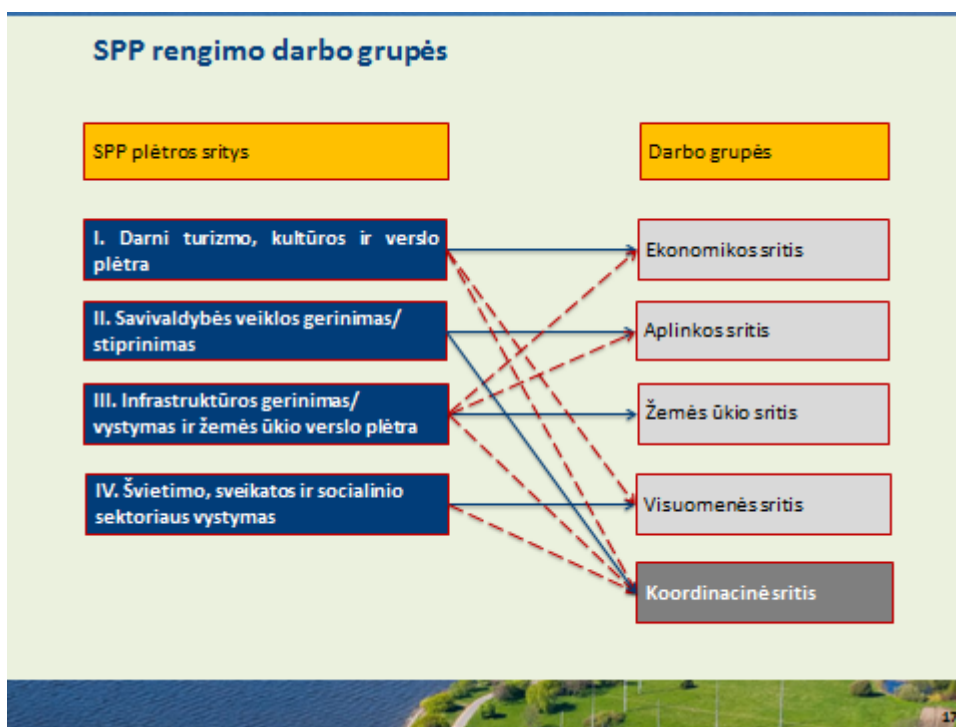 SPP rengimo darbo grupės
SPP plėtros sritys
Darbo grupės
I. Darni turizmo, kultūros ir verslo
plėtra
Ekonomikos sritis
II. Savivaldybės veiklos gerinimas/
stiprinimas
Aplinkos sritis
III. Infrastruktūros gerinimas/
vystymas ir žemės ūkio verslo plėtra
Žemės ūkio sritis
IV. Švietimo, sveikatos ir socialinio
sektoriaus vystymas
Visuomenės sritis
Koordinacinė sritis
17